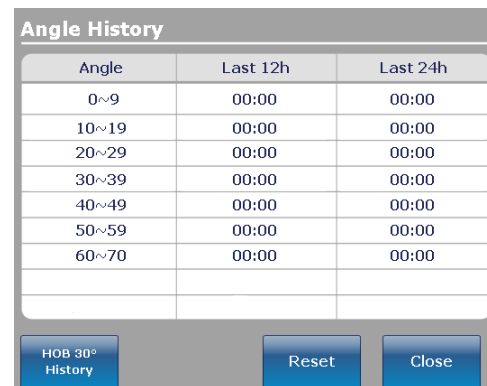 Angle History
Angle Last 12h Last 24h
0~9 00:00 00:00
10~19 00:00 00:00
20~29 00:00 00:00
30~39 00:00 00:00
40~49 00:00 00:00
50~59 00:00 00:00
60~70 00:00 00:00
HOB 30°
History
Reset
Close